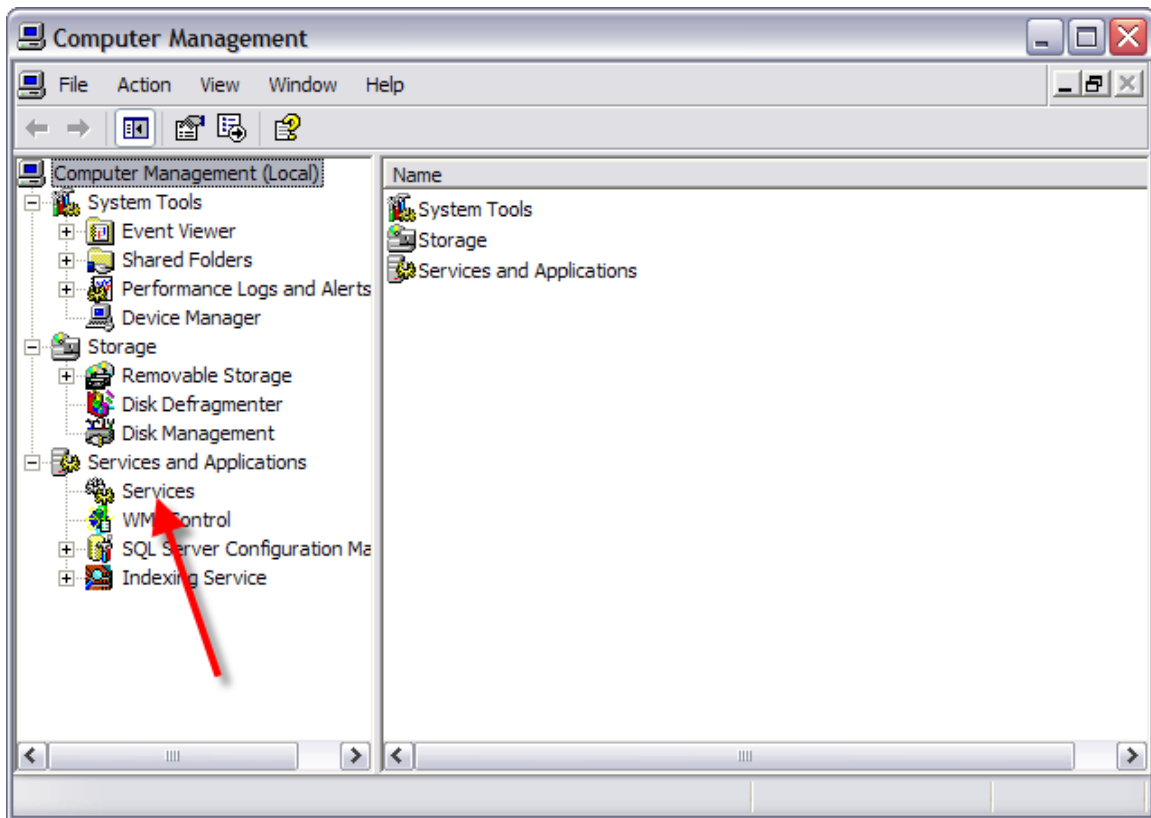 Computer Management
File Action View Window Help
Computer Management (Local)
System Tools
Event Viewer
Shared Folders
Performance Logs and Alerts
Device Manager
Storage
Removable Storage
Disk Defragmenter
Disk Management
Services and Applications
Services
Control
SQL Server Configuration Ma
Indexing Service
Name
System Tools
Storage
Services and Applications